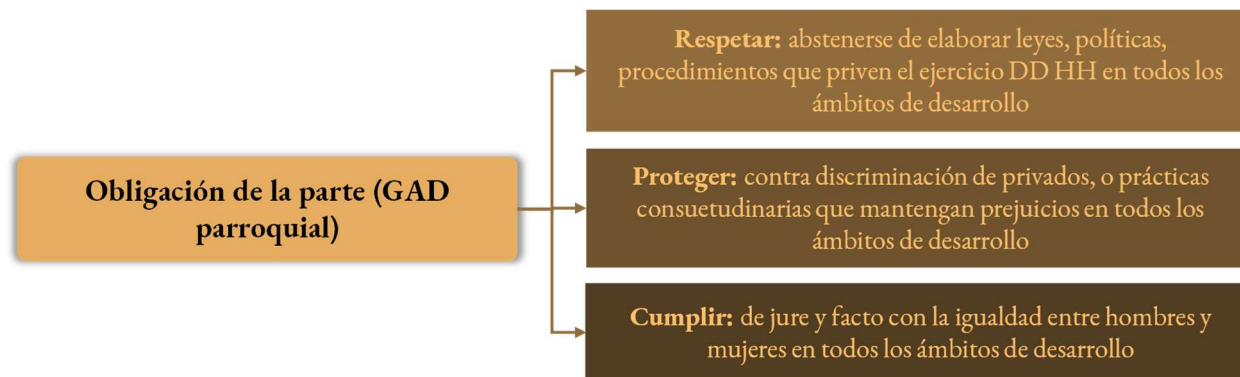 Obligación de la parte (GAD
parroquial)
Respetar: abstenerse de elaborar leyes, políticas,
procedimientos que priven el ejercicio DD HH en todos los
ámbitos de desarrollo
Proteger: contra discriminación de privados, o prácticas
consuetudinarias que mantengan prejuicios en todos los
ámbitos de desarrollo
Cumplir: de jure y facto con la igualdad entre hombres y
mujeres en todos los ámbitos de desarrollo